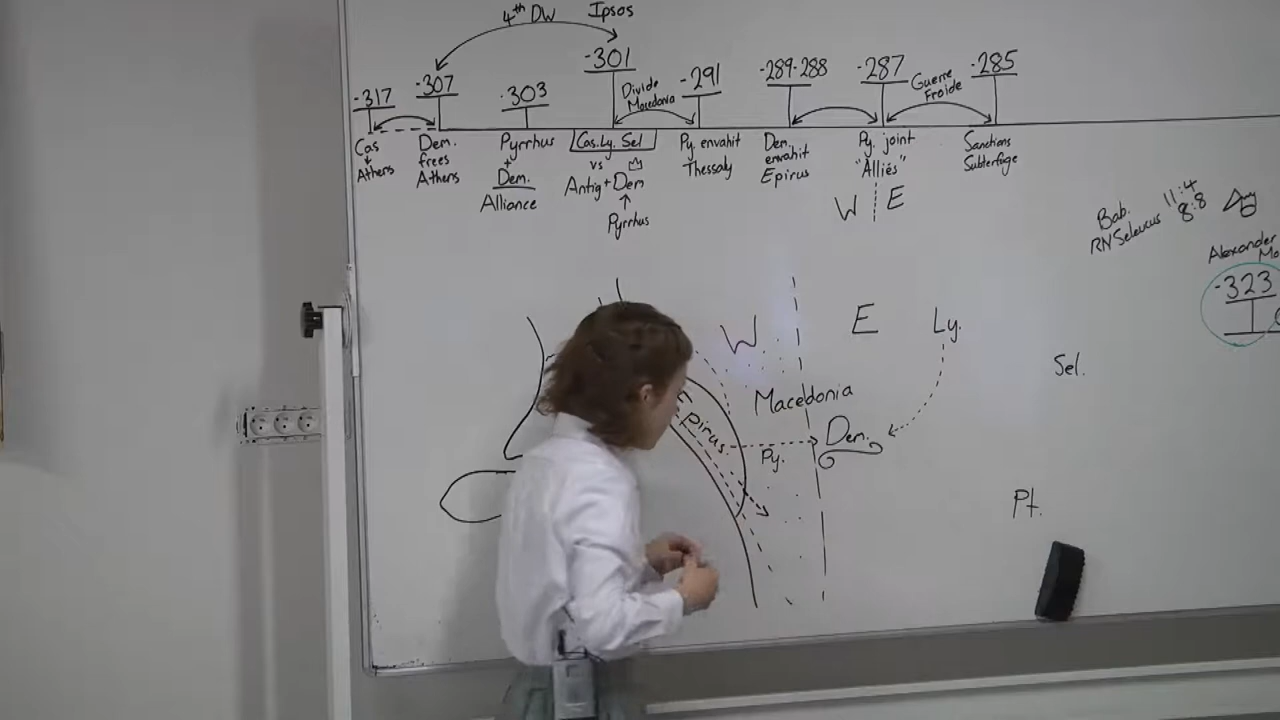 4th DW
Ipsos
-317
-307
-303
-301
-291
-289-288
-287
-285
Divide
Macedonia
Guerre
Froide
Cas
Athens
Dem.
frees
Athens
Pyrrhus
+
Dem.
Alliance
Cas. Ly. Sel
vs
Antig + Dem
Pyrrhus
Py. envahit
Thessaly
Dem
envahit
Epirus
Py. joint
"Alliés"
W E
Sanctions
Subterfuge
Bab.
RN Seleucus
11:4
8:8
Alexander
-323
W
E
Ly.
Sel.
Macedonia
pirus
Dem.
Py.
Pt.